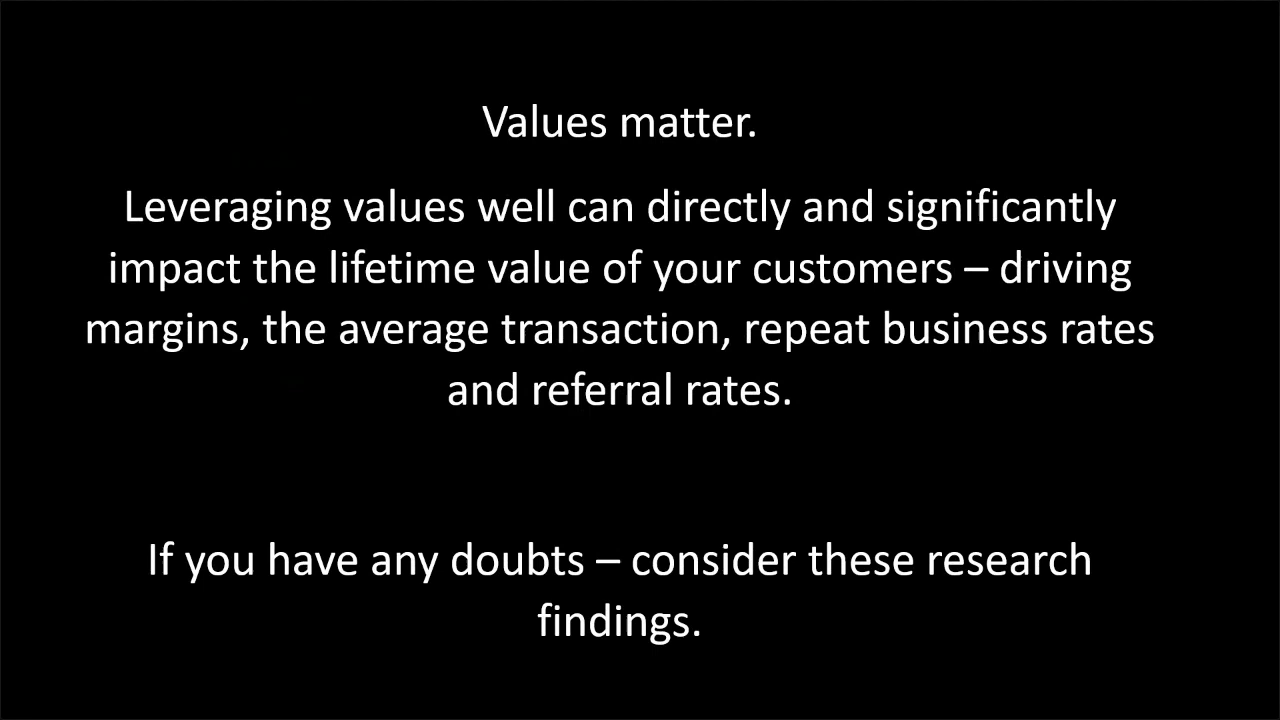 Values matter.
Leveraging values well can directly and significantly
impact the lifetime value of your customers – driving
margins, the average transaction, repeat business rates
and referral rates.
If you have any doubts – consider these research
findings.